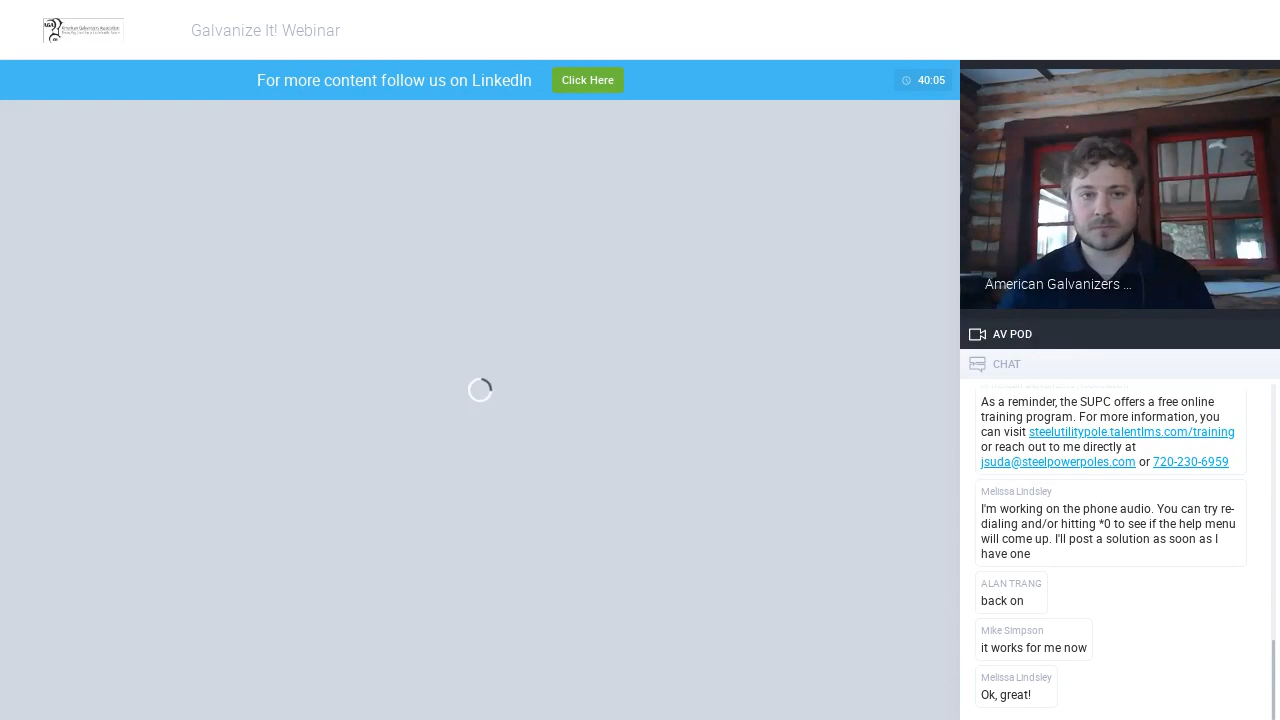 AGA
American Galvanizers Association
Galvanize It! Webinar
For more content follow us on LinkedIn
Click Here
40:05
American Galvanizers ...
AV POD
CHAT
As a reminder, the SUPC offers a free online
training program. For more information, you
can visit steelutilitypole.talentlms.com/training
or reach out to me directly at
jsuda@steelpowerpoles.com or 720-230-6959
Melissa Lindsley
I'm working on the phone audio. You can try re-
dialing and/or hitting *0 to see if the help menu
will come up. I'll post a solution as soon as I
have one
ALAN TRANG
back on
Mike Simpson
it works for me now
Melissa Lindsley
Ok, great!